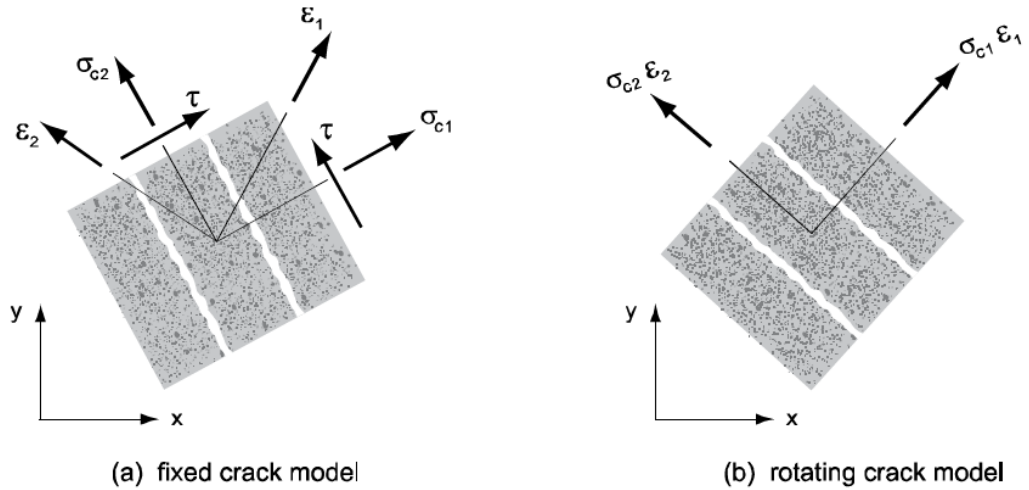 ε₁
σc2
τ
ε₂
τ
σc1
y
x
(a) fixed crack model
σc1 ε₁
σc2 ε₂
y
x
(b) rotating crack model